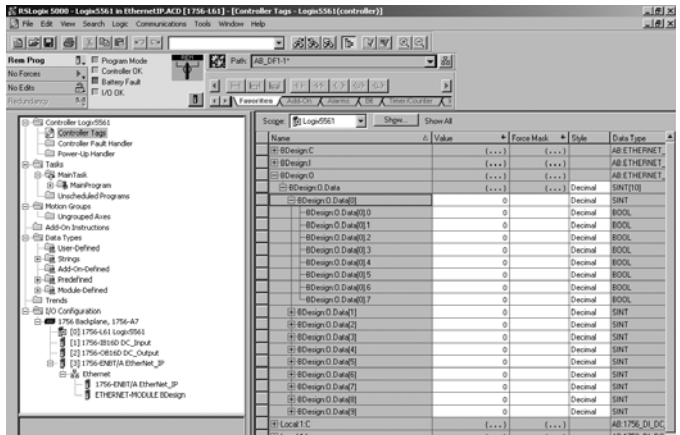 RSLogix 5000 - Logix5561 in EthernetIP.ACD [1756-L61] - [Controller Tags - Logix5561(controller)]
File Edit View Search Logic Communications Tools Window Help
Rem Prog
No Forces
No Edits
Redundancy
Program Mode
Controller OK
Battery Fault
I/O OK
Path: AB_DF1-1*
Favorites Add-On Alarms Bit Timer/Counter
Controller Logix5561
Controller Tags
Controller Fault Handler
Power-Up Handler
Tasks
MainTask
MainProgram
Unscheduled Programs
Motion Groups
Ungrouped Axes
Add-On Instructions
Data Types
User-Defined
Strings
Add-On-Defined
Predefined
Module-Defined
Trends
I/O Configuration
1756 Backplane, 1756-A7
[0] 1756-L61 Logix5561
[1] 1756-IB16D DC_Input
[2] 1756-OB16D DC_Output
[3] 1756-ENBT/A EtherNet_IP
Ethernet
1756-ENBT/A EtherNet_IP
ETHERNET-MODULE BDesign
Scope: Logix5561 Show... Show All
Name Value Force Mask Style Data Type
BDesign:C {...} {...} AB:ETHERNET_
BDesign:I {...} {...} AB:ETHERNET_
BDesign:O {...} {...} AB:ETHERNET_
BDesign:O.Data {...} {...} Decimal SINT[10]
BDesign:O.Data[0] 0 Decimal SINT
BDesign:O.Data[0].0 0 Decimal BOOL
BDesign:O.Data[0].1 0 Decimal BOOL
BDesign:O.Data[0].2 0 Decimal BOOL
BDesign:O.Data[0].3 0 Decimal BOOL
BDesign:O.Data[0].4 0 Decimal BOOL
BDesign:O.Data[0].5 0 Decimal BOOL
BDesign:O.Data[0].6 0 Decimal BOOL
BDesign:O.Data[0].7 0 Decimal BOOL
BDesign:O.Data[1] 0 Decimal SINT
BDesign:O.Data[2] 0 Decimal SINT
BDesign:O.Data[3] 0 Decimal SINT
BDesign:O.Data[4] 0 Decimal SINT
BDesign:O.Data[5] 0 Decimal SINT
BDesign:O.Data[6] 0 Decimal SINT
BDesign:O.Data[7] 0 Decimal SINT
BDesign:O.Data[8] 0 Decimal SINT
BDesign:O.Data[9] 0 Decimal SINT
Local:1:C {...} {...} AB:1756_DI_DC